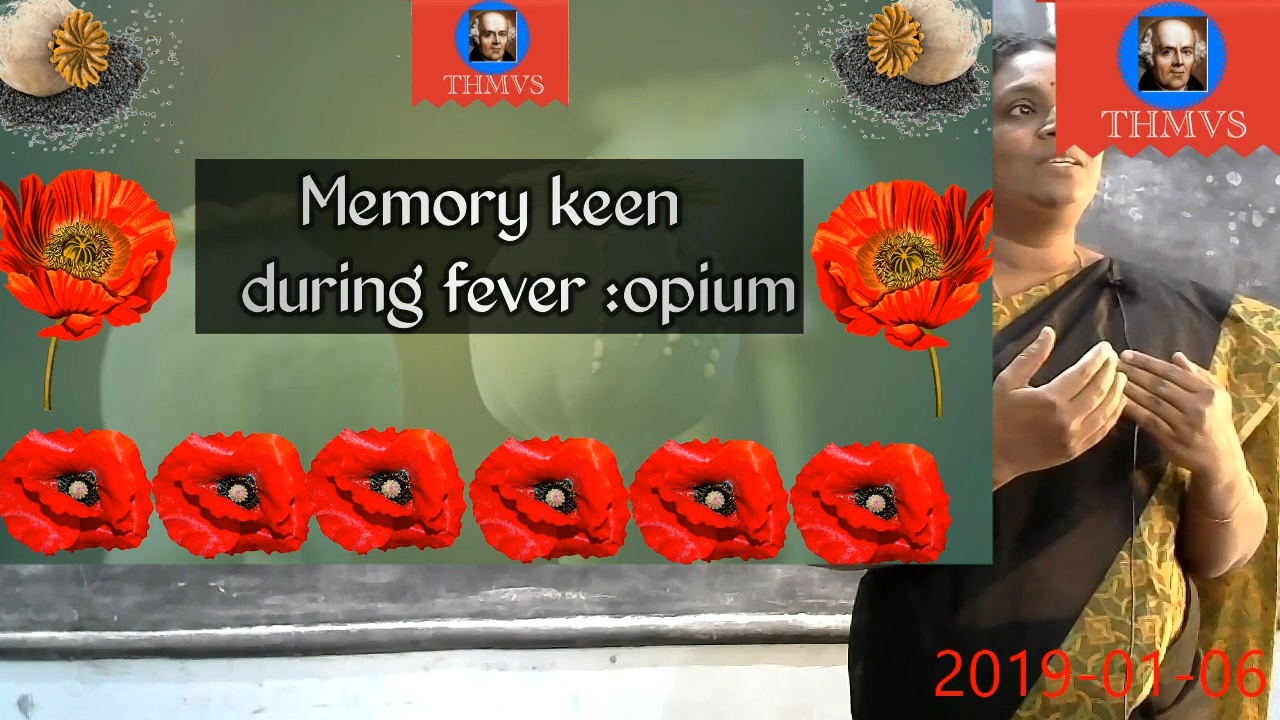 THMVS
THMVS
Memory keen
during fever :opium
2019-01-06